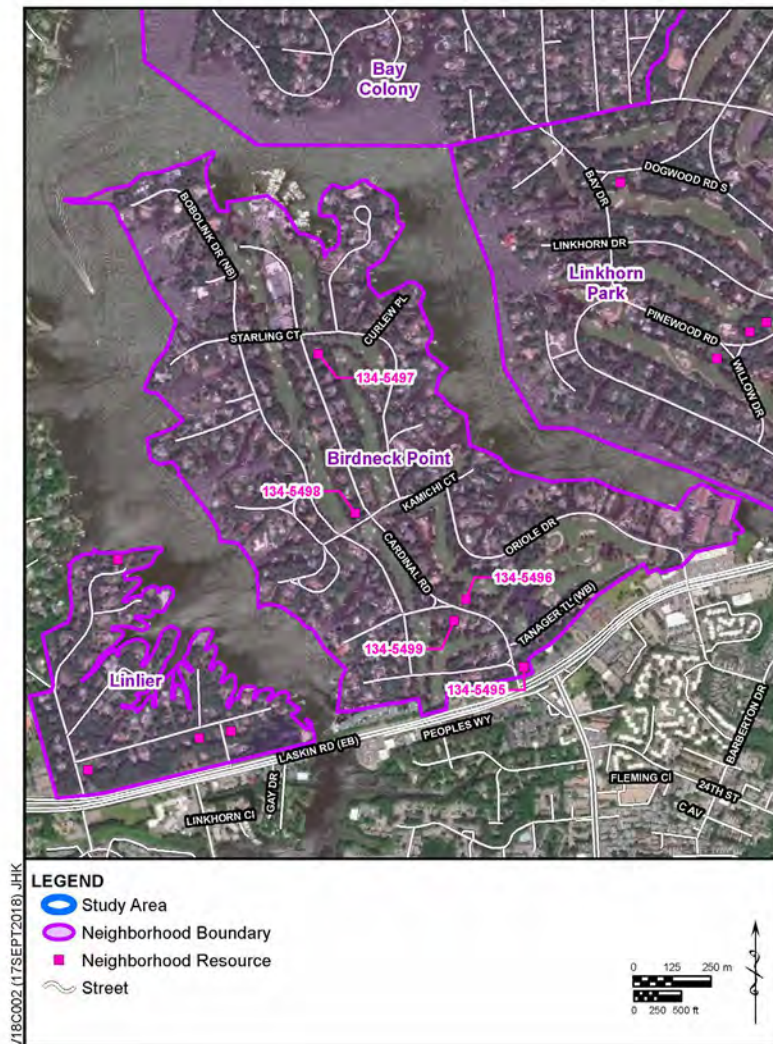 Bay
Colony
DOGWOOD RD S
BAY DR
BOBOLINK DR (NB)
LINKHORN DR
Linkhorn
Park
CURLEW PL
STARLING CT
PINEWOOD RD
134-5497
WILLOW DR
Birdneck Point
134-5498
KAMICHI CT
ORIOLE DR
CARDINAL RD
134-5496
TANAGER TL (WB)
134-5499
Linlier
134-5495
BARBERTON DR
PEOPLES WY
LASKIN RD (EB)
FLEMING CI
24TH ST
GAY DR
C AV
LINKHORN CI
V18C002 (17SEPT2018) JHK
LEGEND
Study Area
Neighborhood Boundary
Neighborhood Resource
Street
0 125 250 m
0 250 500 ft